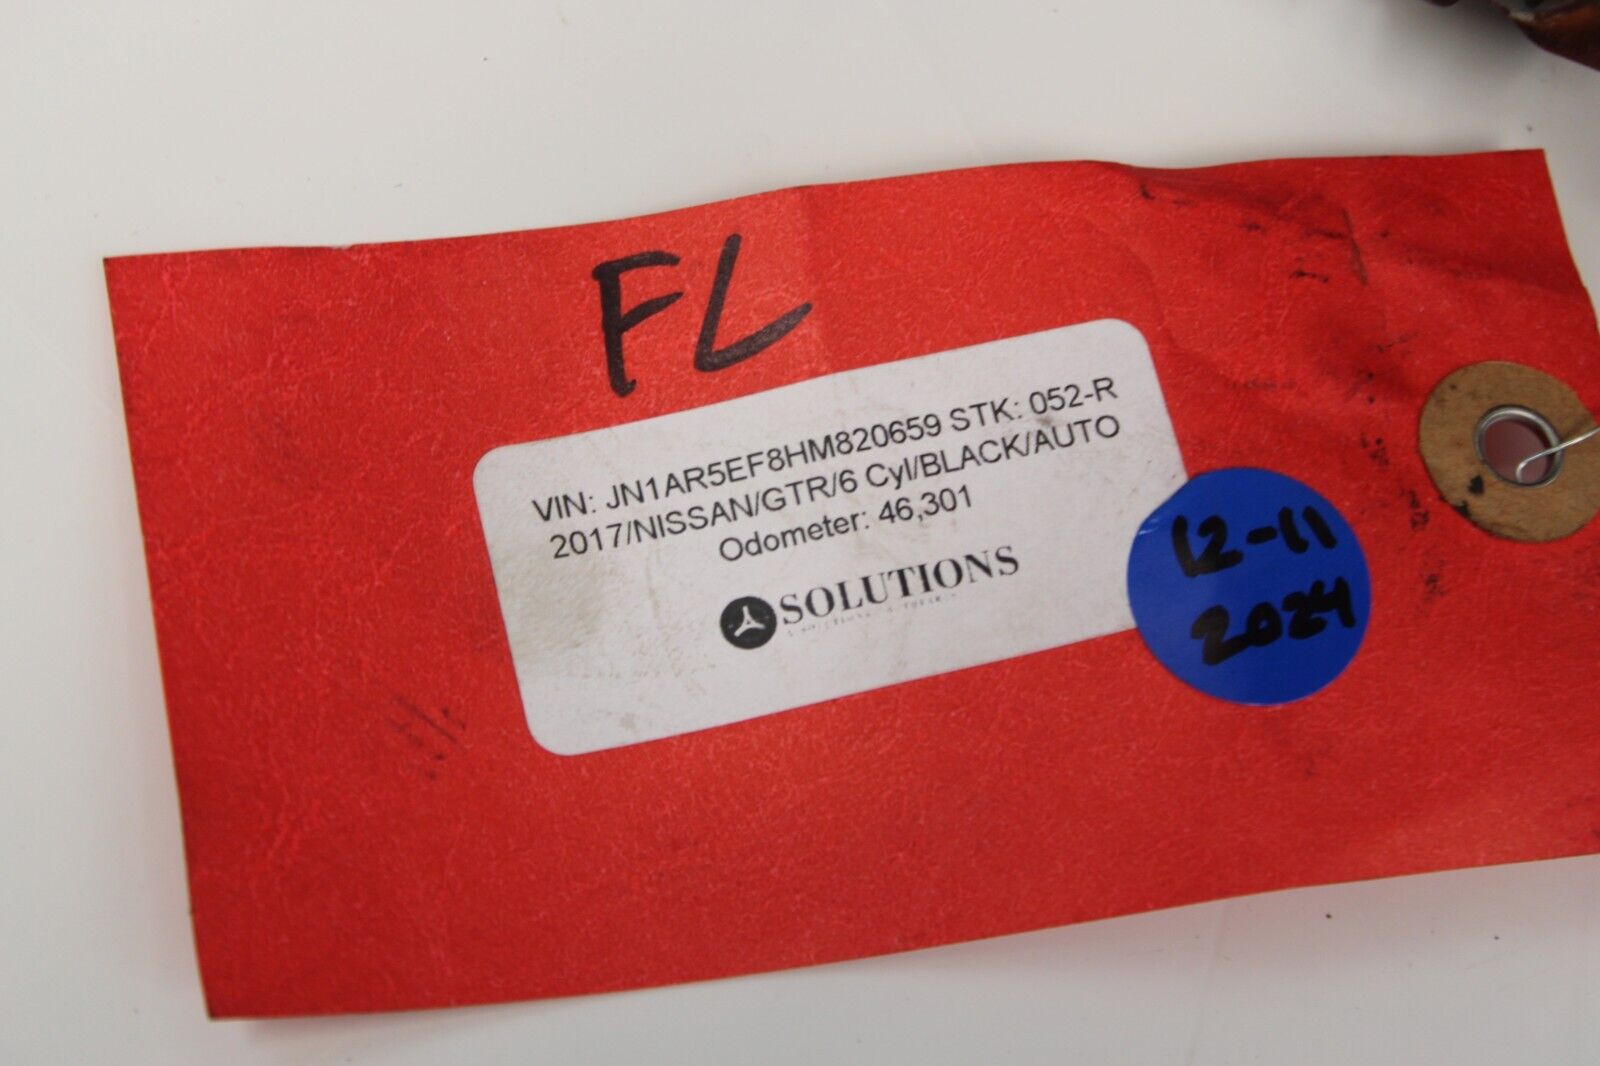 FL
VIN: JN1AR5EF8HM820659 STK: 052-R
2017/NISSAN/GTR/6 Cyl/BLACK/AUTO
Odometer: 46,301
SOLUTIONS
12-11
2024